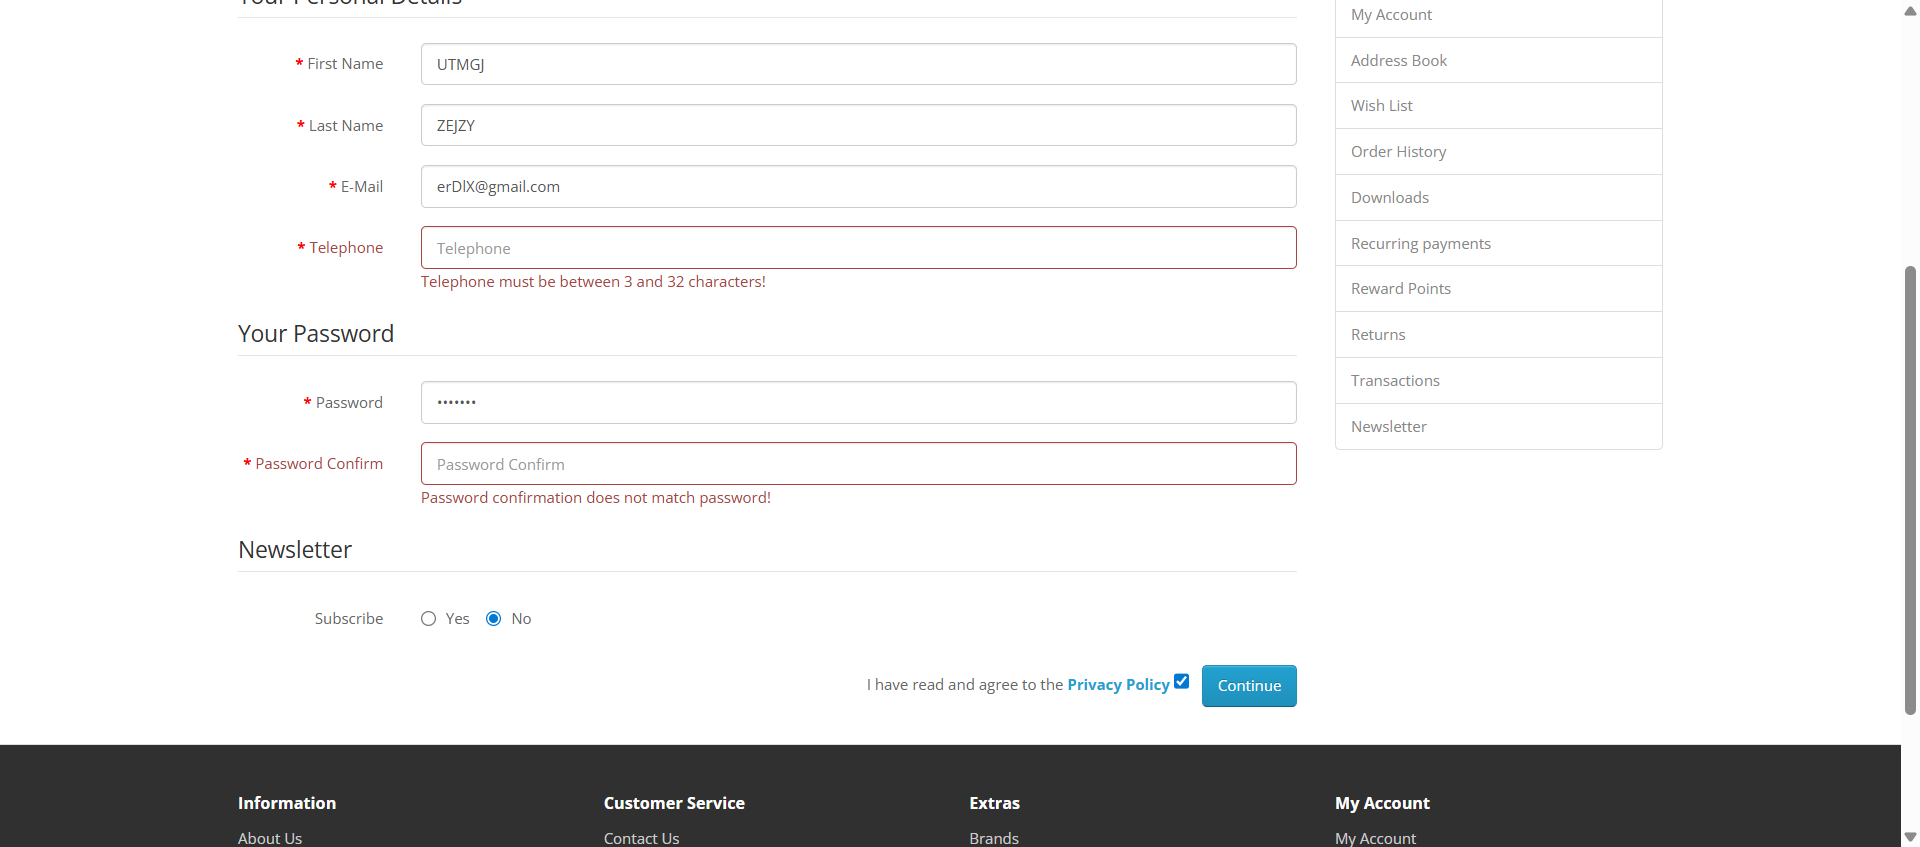 Your Personal Details
* First Name
UTMGJ
* Last Name
ZEJZY
* E-Mail
erDlX@gmail.com
* Telephone
Telephone
Telephone must be between 3 and 32 characters!
Your Password
* Password
•••••••
* Password Confirm
Password Confirm
Password confirmation does not match password!
Newsletter
Subscribe
Yes
No
I have read and agree to the Privacy Policy
Continue
My Account
Address Book
Wish List
Order History
Downloads
Recurring payments
Reward Points
Returns
Transactions
Newsletter
Information
About Us
Customer Service
Contact Us
Extras
Brands
My Account
My Account